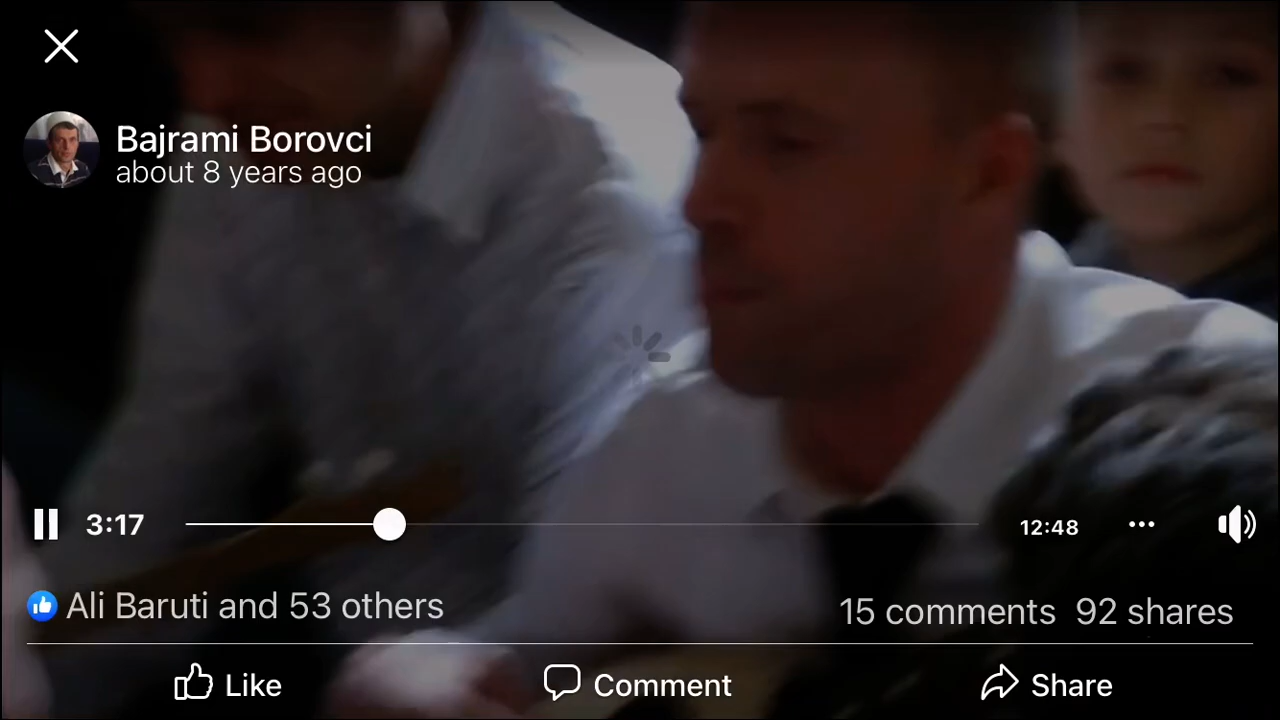 Bajrami Borovci
about 8 years ago
3:17
12:48
Ali Baruti and 53 others
15 comments 92 shares
Like
Comment
Share